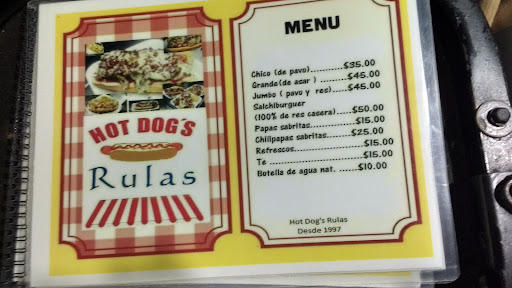 HOT DOG'S
Rulas
MENU
Chico (de pavo)...........$35.00
Grande(de asar )..........$45.00
Jumbo ( pavo y res)......$45.00
Salchiburguer
(100% de res casera).....$50.00
Papas sabritas..............$15.00
Chilipapas sabritas.......$25.00
Refrescos...................$15.00
Te ............................$15.00
Botella de agua nat. ......$10.00
Hot Dog's Rulas
Desde 1997